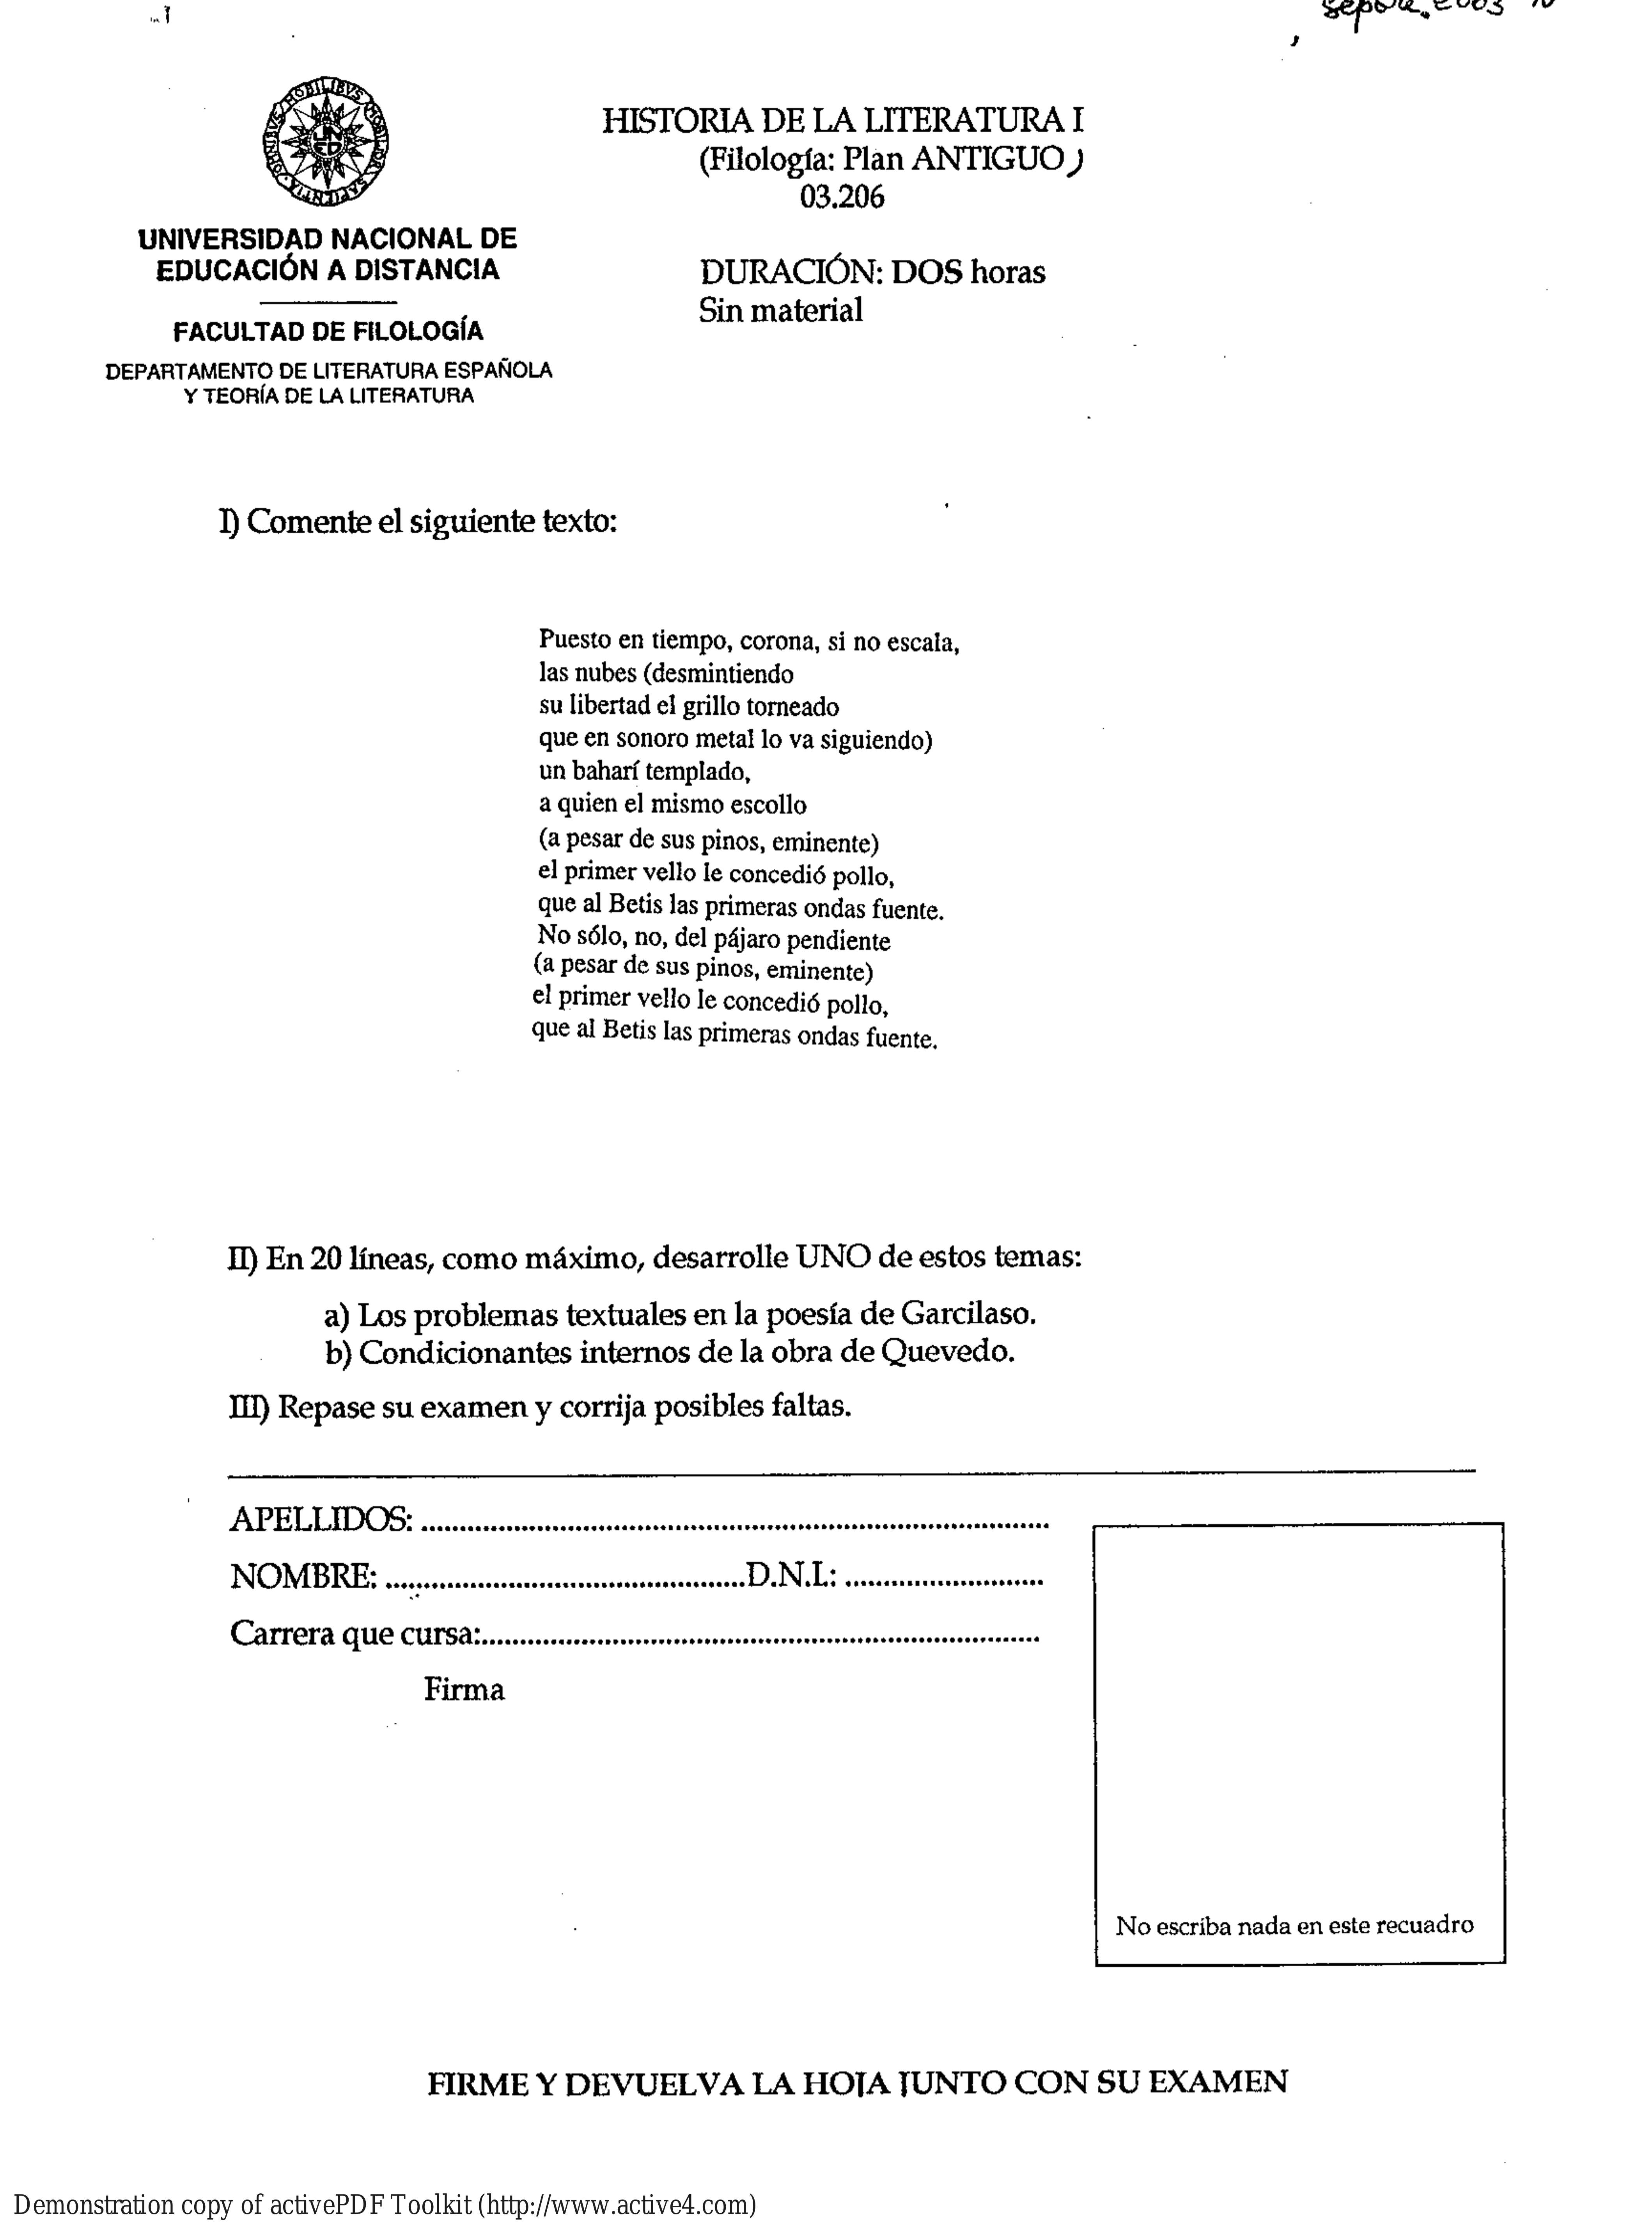 Septbre. 2003
HISTORIA DE LA LITERATURA I
(Filología: Plan ANTIGUO)
03.206
UNED
UNIVERSIDAD NACIONAL DE
EDUCACIÓN A DISTANCIA
DURACIÓN: DOS horas
Sin material
FACULTAD DE FILOLOGÍA
DEPARTAMENTO DE LITERATURA ESPAÑOLA
Y TEORÍA DE LA LITERATURA
I) Comente el siguiente texto:
Puesto en tiempo, corona, si no escala,
las nubes (desmintiendo
su libertad el grillo torneado
que en sonoro metal lo va siguiendo)
un baharí templado,
a quien el mismo escollo
(a pesar de sus pinos, eminente)
el primer vello le concedió pollo,
que al Betis las primeras ondas fuente.
No sólo, no, del pájaro pendiente
(a pesar de sus pinos, eminente)
el primer vello le concedió pollo,
que al Betis las primeras ondas fuente.
II) En 20 líneas, como máximo, desarrolle UNO de estos temas:
a) Los problemas textuales en la poesía de Garcilaso.
b) Condicionantes internos de la obra de Quevedo.
III) Repase su examen y corrija posibles faltas.
APELLIDOS: ................................................................................
NOMBRE: ...............................................D.N.I.: ..........................
Carrera que cursa:.........................................................................
Firma
No escriba nada en este recuadro
FIRME Y DEVUELVA LA HOJA JUNTO CON SU EXAMEN
Demonstration copy of activePDF Toolkit (http://www.active4.com)